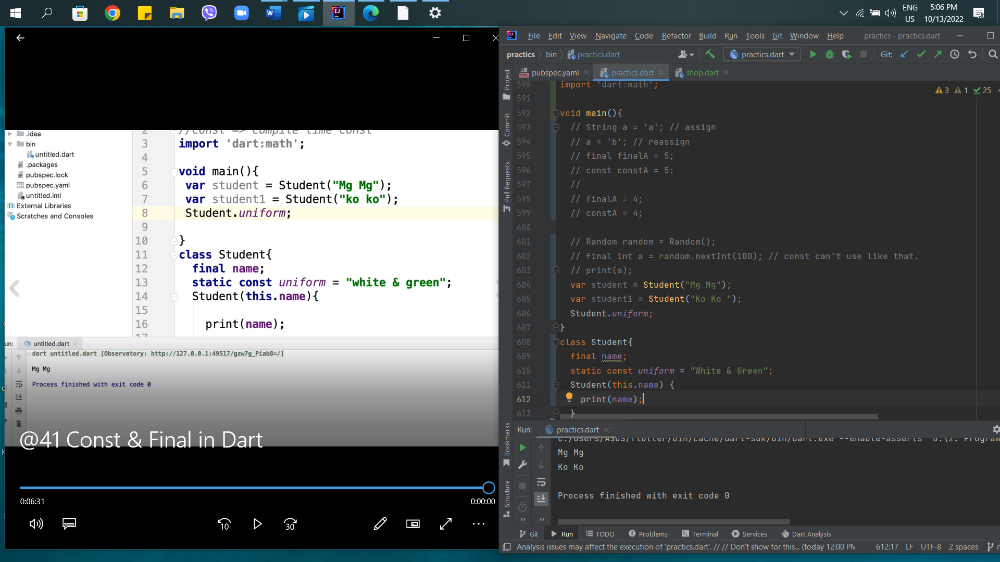 ENG
US
5:06 PM
10/13/2022
.idea
bin
untitled.dart
.packages
pubspec.lock
pubspec.yaml
untitled.iml
External Libraries
Scratches and Consoles
2 //const => compile time const
3 import 'dart:math';
4
5 void main(){
6 var student = Student("Mg Mg");
7 var student1 = Student("ko ko");
8 Student.uniform;
9
10 }
11 class Student{
12 final name;
13 static const uniform = "white & green";
14 Student(this.name){
15
16 print(name);
17
un: untitled.dart
dart untitled.dart [Observatory: http://127.0.0.1:49517/gzw7g_Piab8=/]
Mg Mg
Process finished with exit code 0
@41 Const & Final in Dart
0:06:31
0:00:00
10
30
File Edit View Navigate Code Refactor Build Run Tools Git Window Help practics - practics.dart
practics bin practics.dart
practics.dart
Git:
pubspec.yaml
practics.dart
shop.dart
Project
Commit
Pull Requests
Bookmarks
Structure
3 1 25
590 import 'dart:math';
591
592 void main(){
593 // String a = 'a'; // assign
594 // a = 'b'; // reassign
595 // final finalA = 5;
596 // const constA = 5:
597 //
598 // finalA = 4;
599 // constA = 4;
600
601 // Random random = Random();
602 // final int a = random.nextInt(100); // const can't use like that.
603 // print(a);
604 var student = Student("Mg Mg");
605 var student1 = Student("Ko Ko ");
606 Student.uniform;
607 }
608 class Student{
609 final name;
610 static const uniform = "White & Green";
611 Student(this.name) {
612 print(name);
613 }
Run: practics.dart
C:/Users/ASUS/flutter/bin/cache/dart-sdk/bin/dart.exe --enable-asserts "D:\2. Program
Mg Mg
Ko Ko
Process finished with exit code 0
Git Run TODO Problems Terminal Services Dart Analysis
Analysis issues may affect the execution of 'practics.dart'. // // Don't show for this... (today 12:00 PM
612:17 LF UTF-8 2 spaces